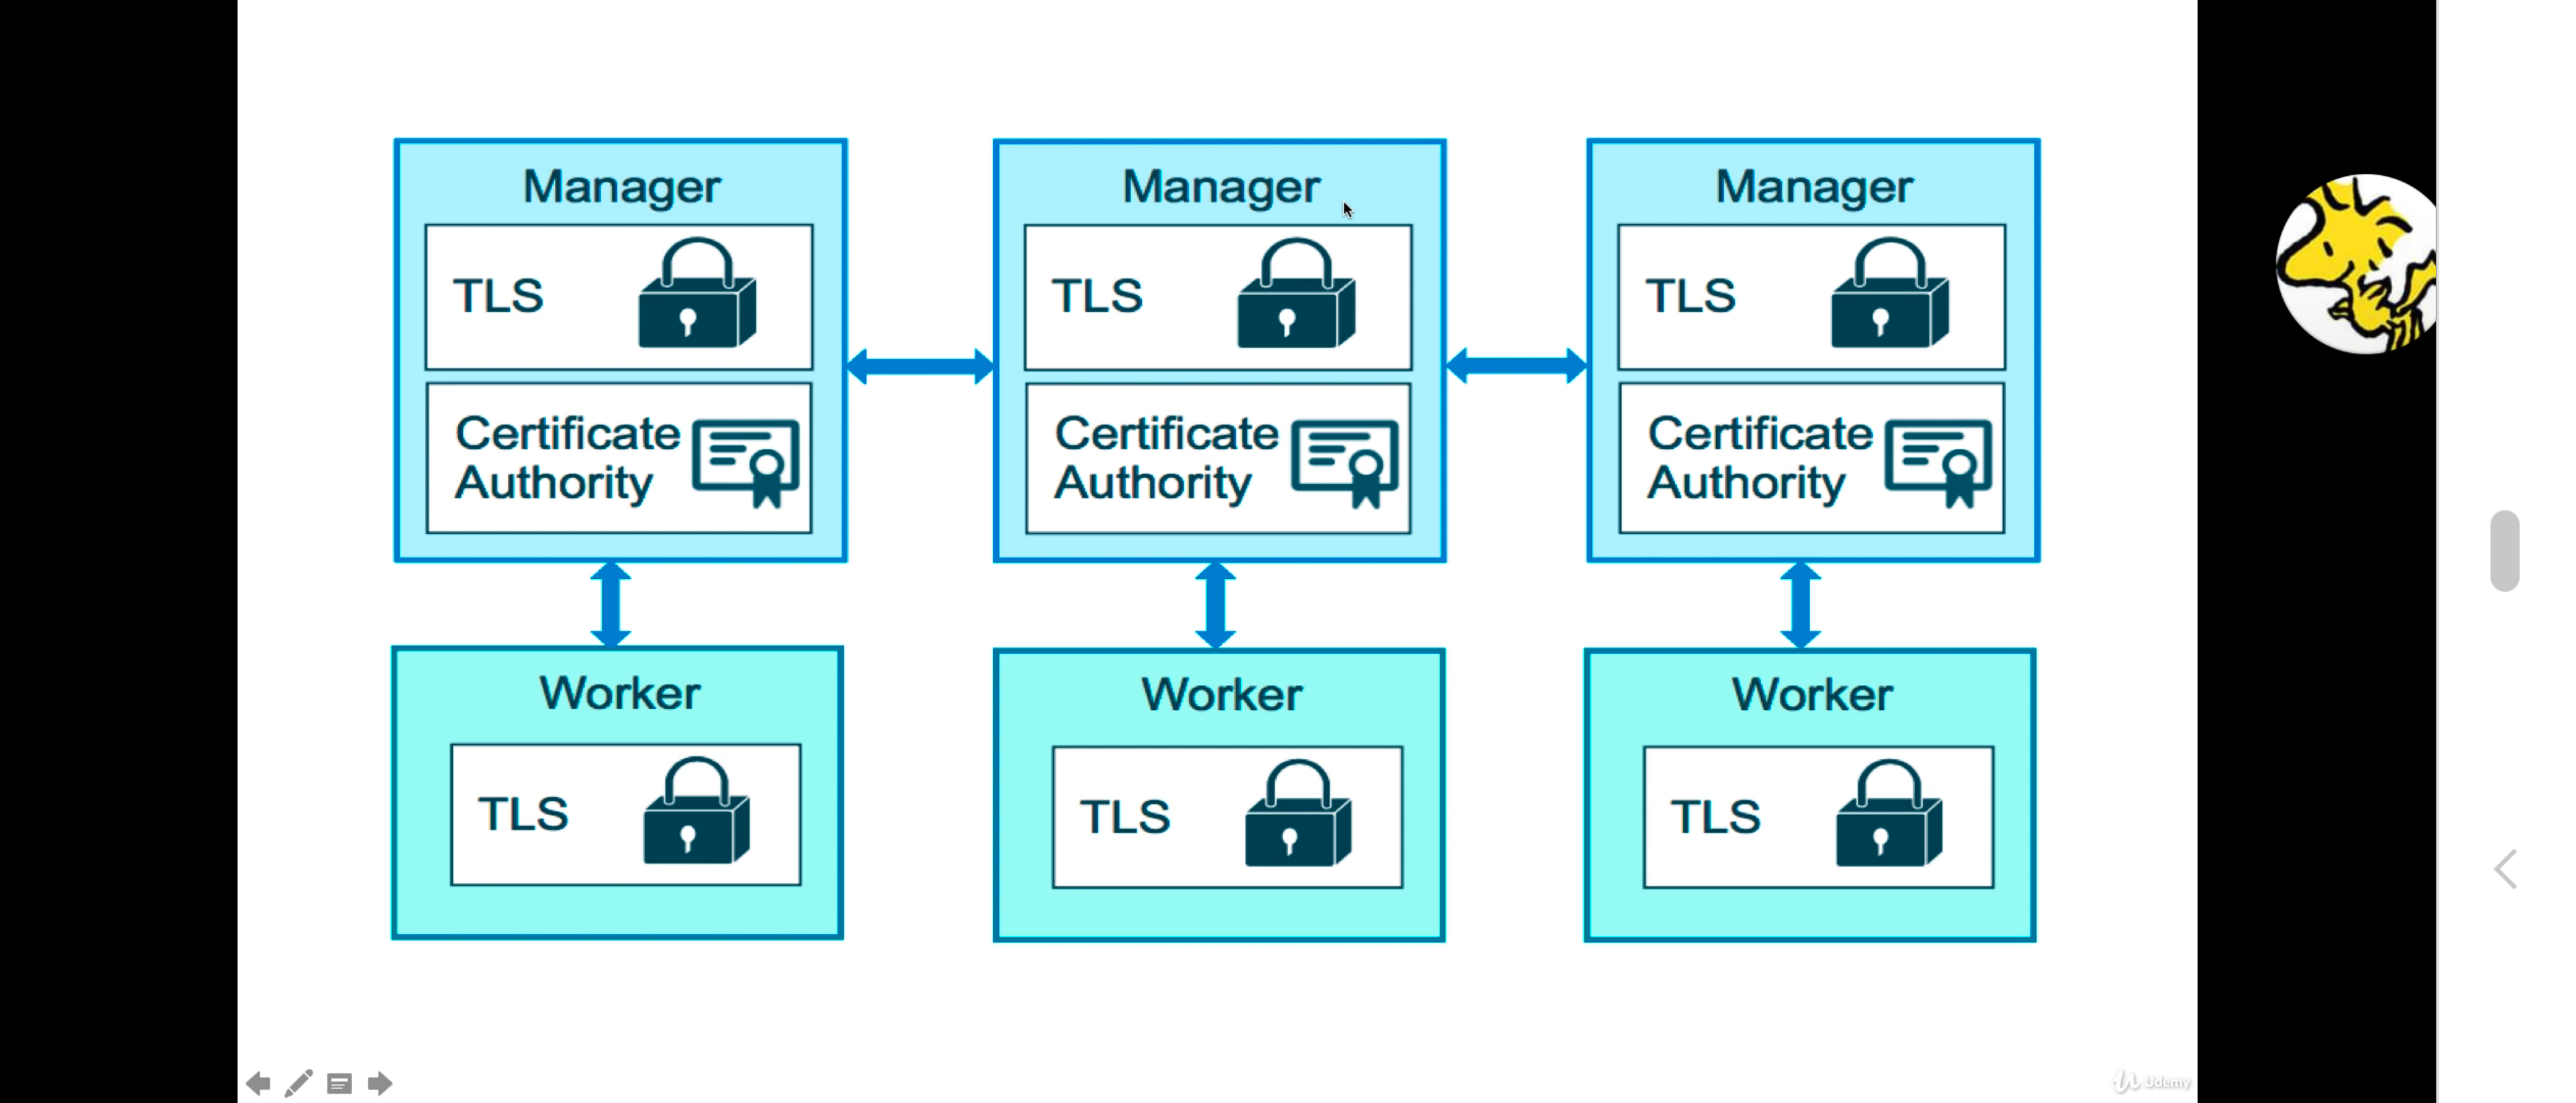 Manager
Manager
Manager
TLS
TLS
TLS
Certificate
Authority
Certificate
Authority
Certificate
Authority
Worker
Worker
Worker
TLS
TLS
TLS
Udemy